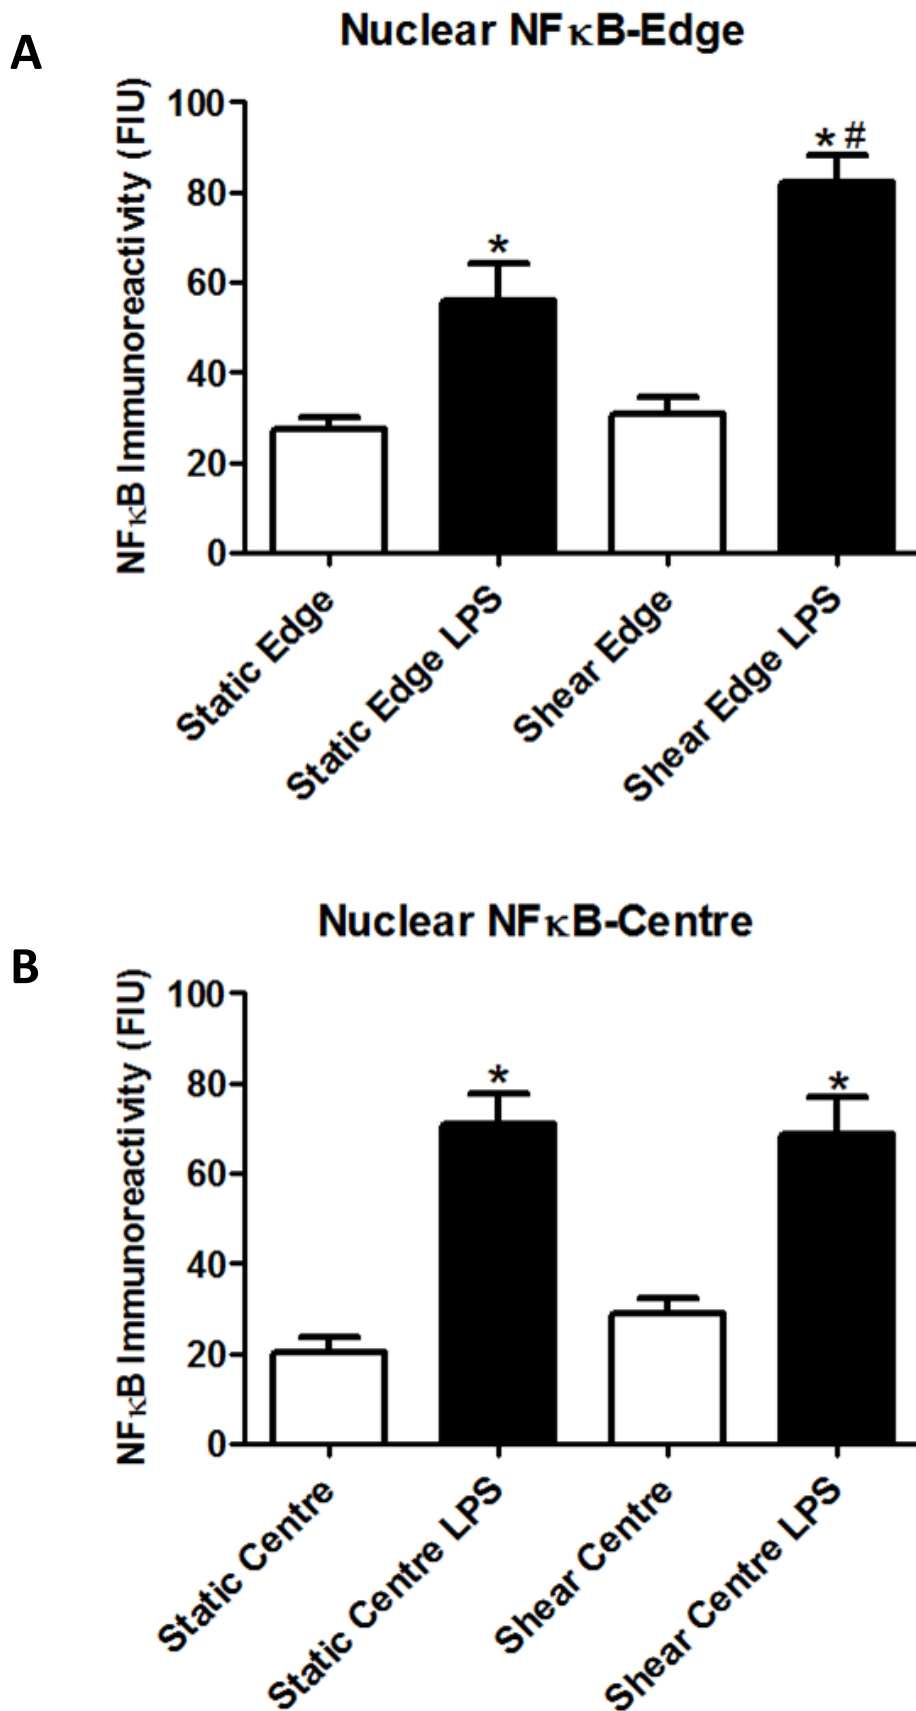 A
Nuclear NFκB-Edge
NFκB Immunoreactivity (FIU)
100
80
60
40
20
0
*
* #
Static Edge
Static Edge LPS
Shear Edge
Shear Edge LPS
B
Nuclear NFκB-Centre
NFκB Immunoreactivity (FIU)
100
80
60
40
20
0
*
*
Static Centre
Static Centre LPS
Shear Centre
Shear Centre LPS